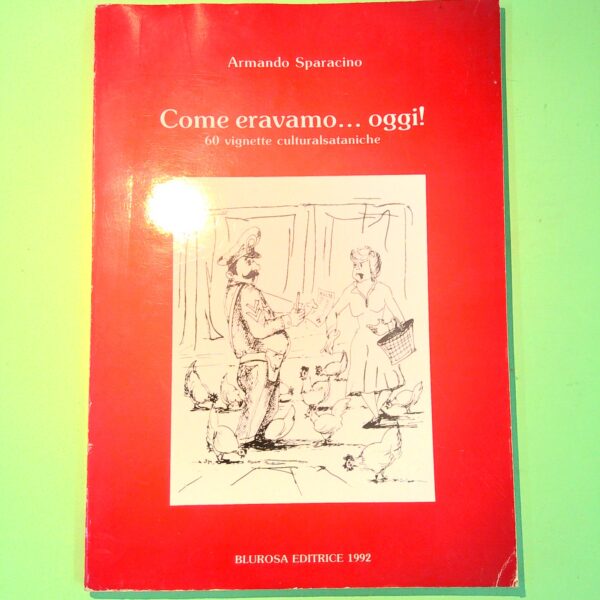 Armando Sparacino
Come eravamo... oggi!
60 vignette culturalsataniche
BLUROSA EDITRICE 1992